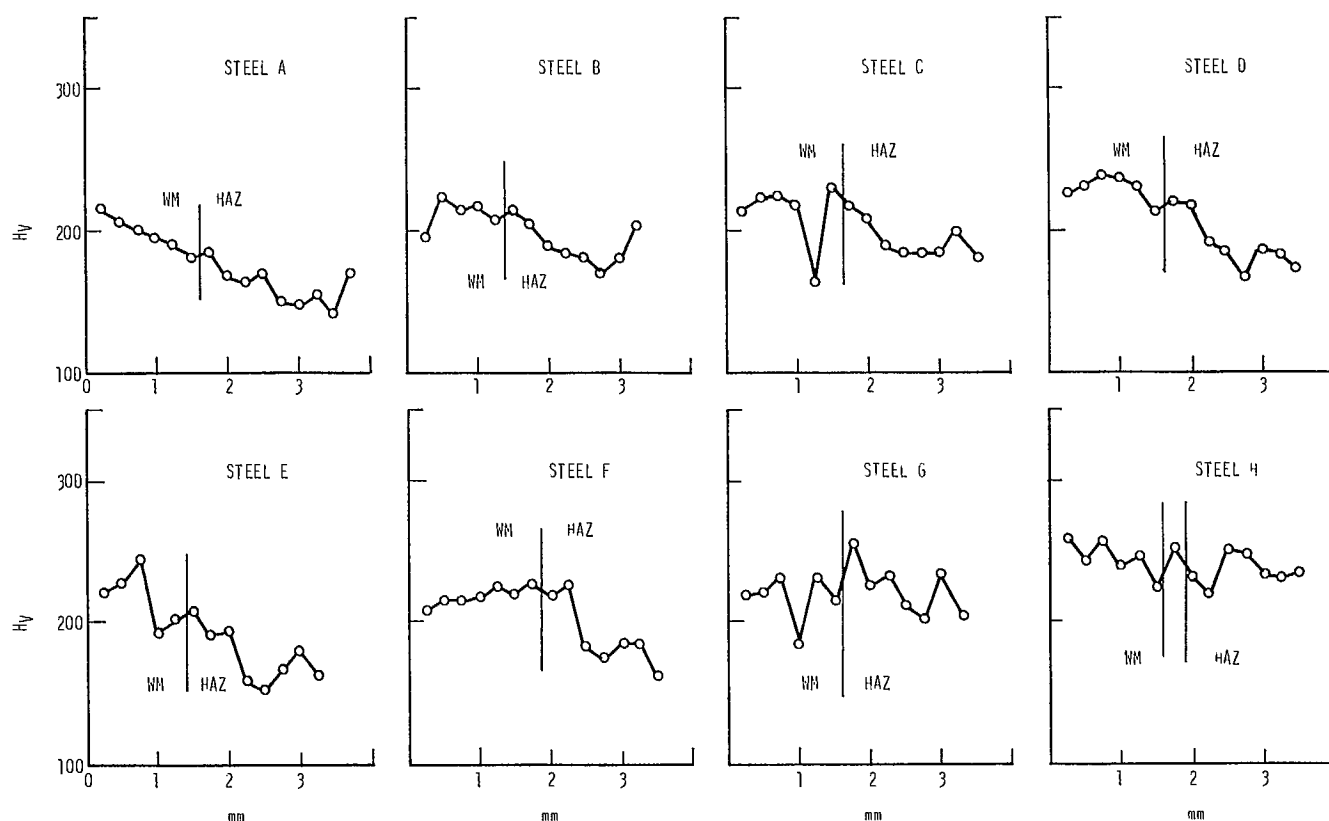 STEEL A
STEEL B
STEEL C
STEEL D
300
200
100
HV
WM HAZ
WM HAZ
WM HAZ
WM HAZ
0 1 2 3
1 2 3
1 2 3
1 2 3
STEEL E
STEEL F
STEEL G
STEEL H
300
200
100
HV
WM HAZ
WM HAZ
WM HAZ
WM HAZ
0 1 2 3
1 2 3
1 2 3
1 2 3
mm
mm
mm
mm